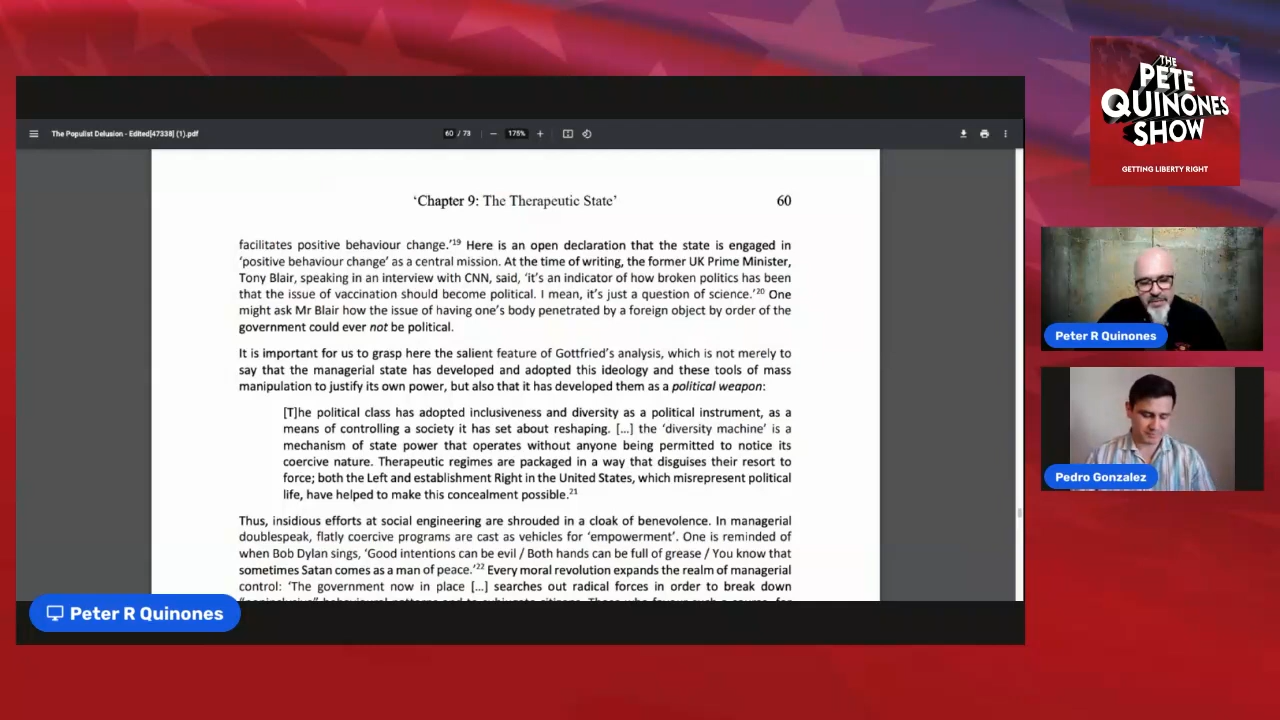 The Populist Delusion - Edited[47338] (1).pdf
60 / 73
175%
'Chapter 9: The Therapeutic State'
60
facilitates positive behaviour change.'19 Here is an open declaration that the state is engaged in
'positive behaviour change' as a central mission. At the time of writing, the former UK Prime Minister,
Tony Blair, speaking in an interview with CNN, said, 'it's an indicator of how broken politics has been
that the issue of vaccination should become political. I mean, it's just a question of science.'20 One
might ask Mr Blair how the issue of having one's body penetrated by a foreign object by order of the
government could ever not be political.
It is important for us to grasp here the salient feature of Gottfried's analysis, which is not merely to
say that the managerial state has developed and adopted this ideology and these tools of mass
manipulation to justify its own power, but also that it has developed them as a political weapon:
[T]he political class has adopted inclusiveness and diversity as a political instrument, as a
means of controlling a society it has set about reshaping. [...] the 'diversity machine' is a
mechanism of state power that operates without anyone being permitted to notice its
coercive nature. Therapeutic regimes are packaged in a way that disguises their resort to
force; both the Left and establishment Right in the United States, which misrepresent political
life, have helped to make this concealment possible.21
Thus, insidious efforts at social engineering are shrouded in a cloak of benevolence. In managerial
doublespeak, flatly coercive programs are cast as vehicles for 'empowerment'. One is reminded of
when Bob Dylan sings, 'Good intentions can be evil / Both hands can be full of grease / You know that
sometimes Satan comes as a man of peace.'22 Every moral revolution expands the realm of managerial
control: 'The government now in place [...] searches out radical forces in order to break down
Peter R Quinones
THE
PETE
QUINONES
SHOW
GETTING LIBERTY RIGHT
Peter R Quinones
Pedro Gonzalez